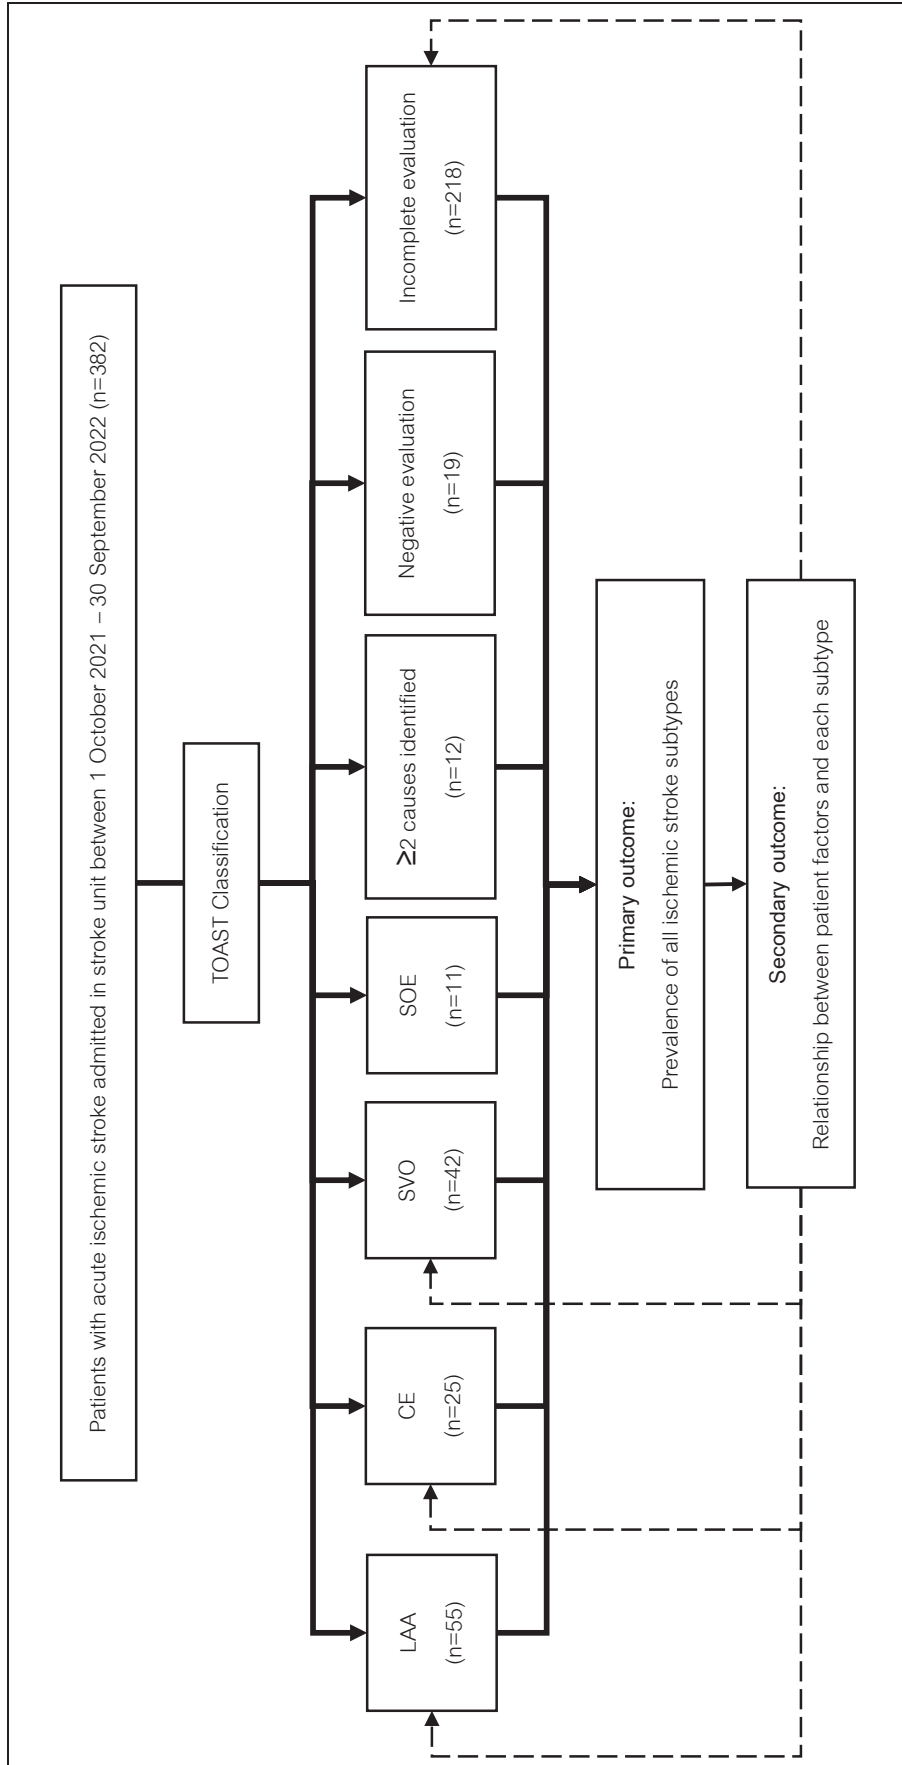 Patients with acute ischemic stroke admitted in stroke unit between 1 October 2021 – 30 September 2022 (n=382)
TOAST Classification
LAA
(n=55)
CE
(n=25)
SVO
(n=42)
SOE
(n=11)
≥2 causes identified
(n=12)
Negative evaluation
(n=19)
Incomplete evaluation
(n=218)
Primary outcome:
Prevalence of all ischemic stroke subtypes
Secondary outcome:
Relationship between patient factors and each subtype